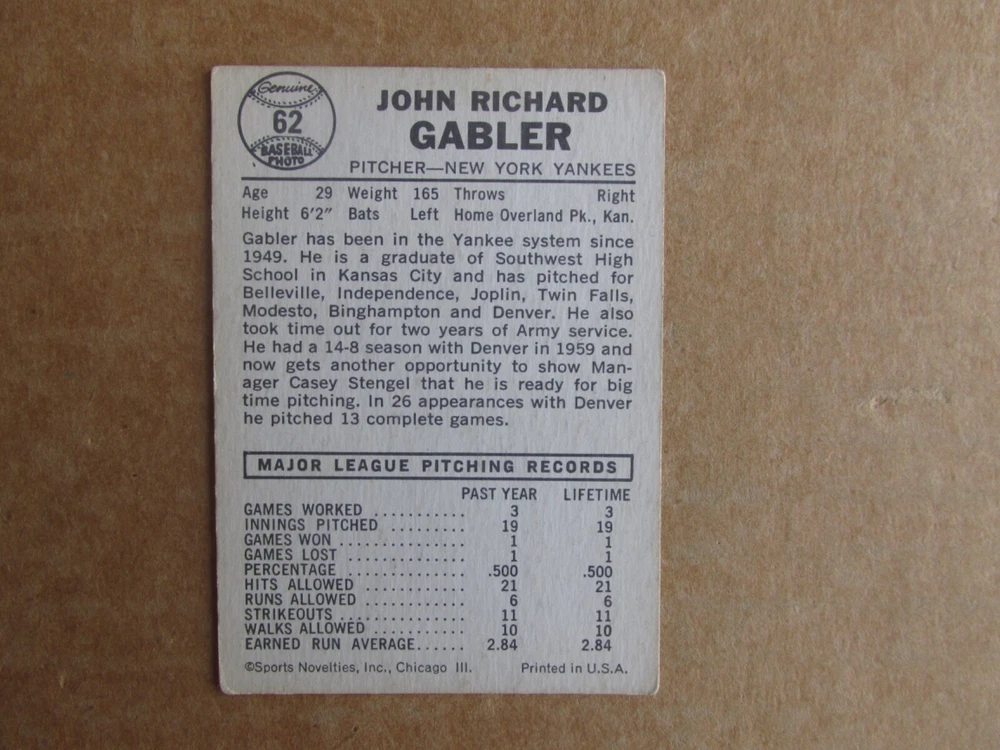 Genuine
62
BASEBALL
PHOTO
JOHN RICHARD
GABLER
PITCHER—NEW YORK YANKEES
Age 29 Weight 165 Throws Right
Height 6'2" Bats Left Home Overland Pk., Kan.
Gabler has been in the Yankee system since
1949. He is a graduate of Southwest High
School in Kansas City and has pitched for
Belleville, Independence, Joplin, Twin Falls,
Modesto, Binghampton and Denver. He also
took time out for two years of Army service.
He had a 14-8 season with Denver in 1959 and
now gets another opportunity to show Man-
ager Casey Stengel that he is ready for big
time pitching. In 26 appearances with Denver
he pitched 13 complete games.
MAJOR LEAGUE PITCHING RECORDS
PAST YEAR LIFETIME
GAMES WORKED ........... 3 3
INNINGS PITCHED ......... 19 19
GAMES WON ............... 1 1
GAMES LOST .............. 1 1
PERCENTAGE .............. .500 .500
HITS ALLOWED ............ 21 21
RUNS ALLOWED ............ 6 6
STRIKEOUTS ............... 11 11
WALKS ALLOWED ........... 10 10
EARNED RUN AVERAGE...... 2.84 2.84
©Sports Novelties, Inc., Chicago Ill. Printed in U.S.A.